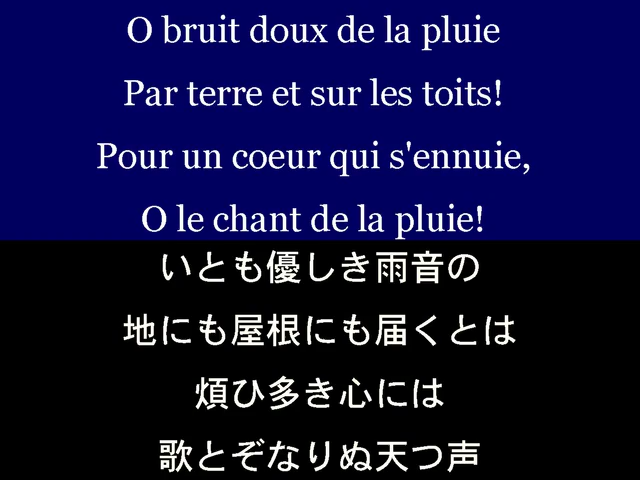 O bruit doux de la pluie
Par terre et sur les toits!
Pour un coeur qui s'ennuie,
O le chant de la pluie!
いとも優しき雨音の
地にも屋根にも届くとは
煩ひ多き心には
歌とぞなりぬ天つ声